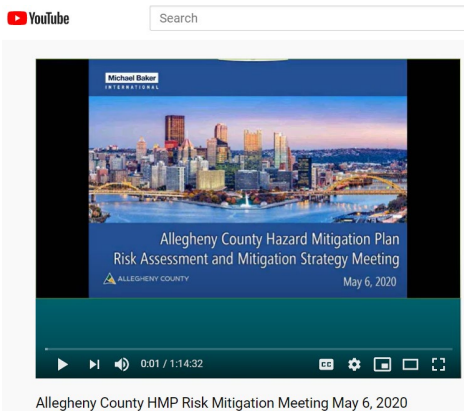 YouTube
Search
Michael Baker
INTERNATIONAL
Allegheny County Hazard Mitigation Plan
Risk Assessment and Mitigation Strategy Meeting
ALLEGHENY COUNTY
May 6, 2020
0:01 / 1:14:32
CC
Allegheny County HMP Risk Mitigation Meeting May 6, 2020